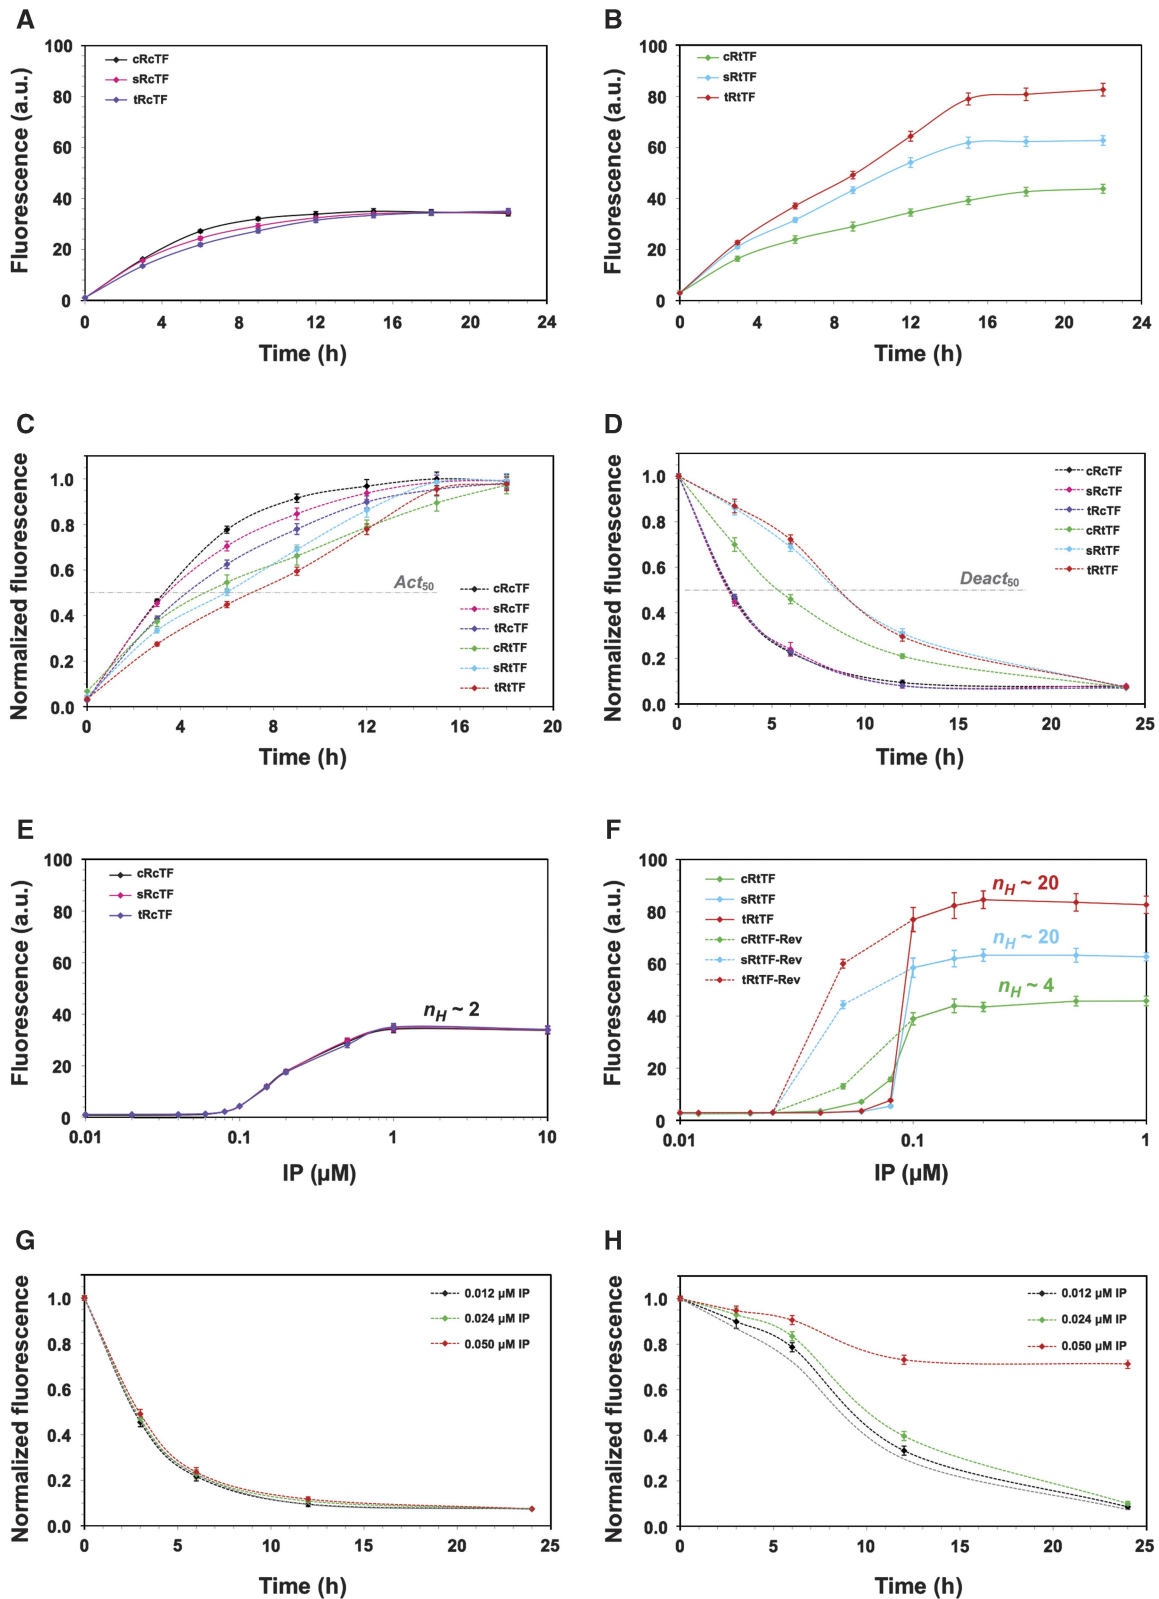 A
Fluorescence (a.u.)
100
80
60
40
20
0
cRcTF
sRcTF
tRcTF
0 4 8 12 16 20 24
Time (h)
B
Fluorescence (a.u.)
100
80
60
40
20
0
cRtTF
sRtTF
tRtTF
0 4 8 12 16 20 24
Time (h)
C
Normalized fluorescence
1.0
0.8
0.6
0.4
0.2
0.0
Act50
cRcTF
sRcTF
tRcTF
cRtTF
sRtTF
tRtTF
0 4 8 12 16 20
Time (h)
D
Normalized fluorescence
1.0
0.8
0.6
0.4
0.2
0.0
cRcTF
sRcTF
tRcTF
cRtTF
sRtTF
tRtTF
Deact50
0 5 10 15 20 25
Time (h)
E
Fluorescence (a.u.)
100
80
60
40
20
0
cRcTF
sRcTF
tRcTF
nH ~ 2
0.01 0.1 1 10
IP (µM)
F
Fluorescence (a.u.)
100
80
60
40
20
0
cRtTF
sRtTF
tRtTF
cRtTF-Rev
sRtTF-Rev
tRtTF-Rev
nH ~ 20
nH ~ 20
nH ~ 4
0.01 0.1 1
IP (µM)
G
Normalized fluorescence
1.0
0.8
0.6
0.4
0.2
0.0
0.012 µM IP
0.024 µM IP
0.050 µM IP
0 5 10 15 20 25
Time (h)
H
Normalized fluorescence
1.0
0.8
0.6
0.4
0.2
0.0
0.012 µM IP
0.024 µM IP
0.050 µM IP
0 5 10 15 20 25
Time (h)